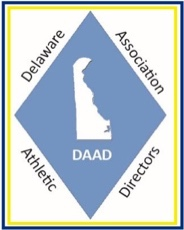 Delaware
Association
DAAD
Athletic
Directors